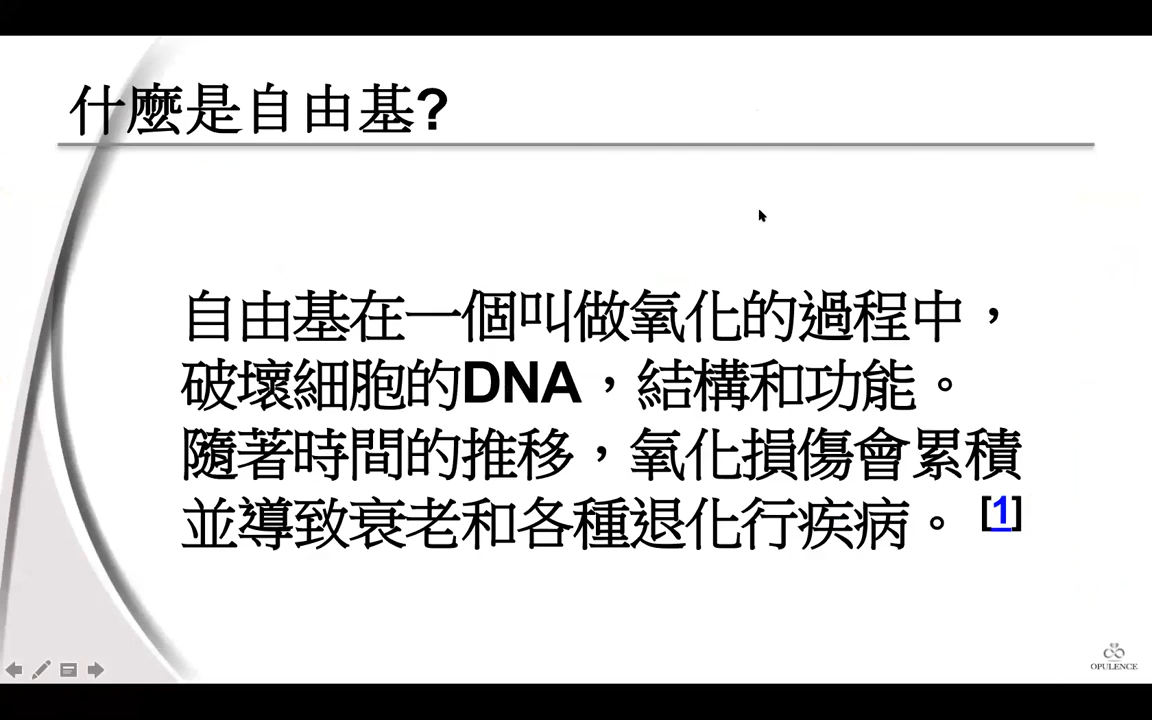 什麼是自由基?
自由基在一個叫做氧化的過程中，
破壞細胞的DNA，結構和功能。
隨著時間的推移，氧化損傷會累積
並導致衰老和各種退化行疾病。 [1]
OPULENCE